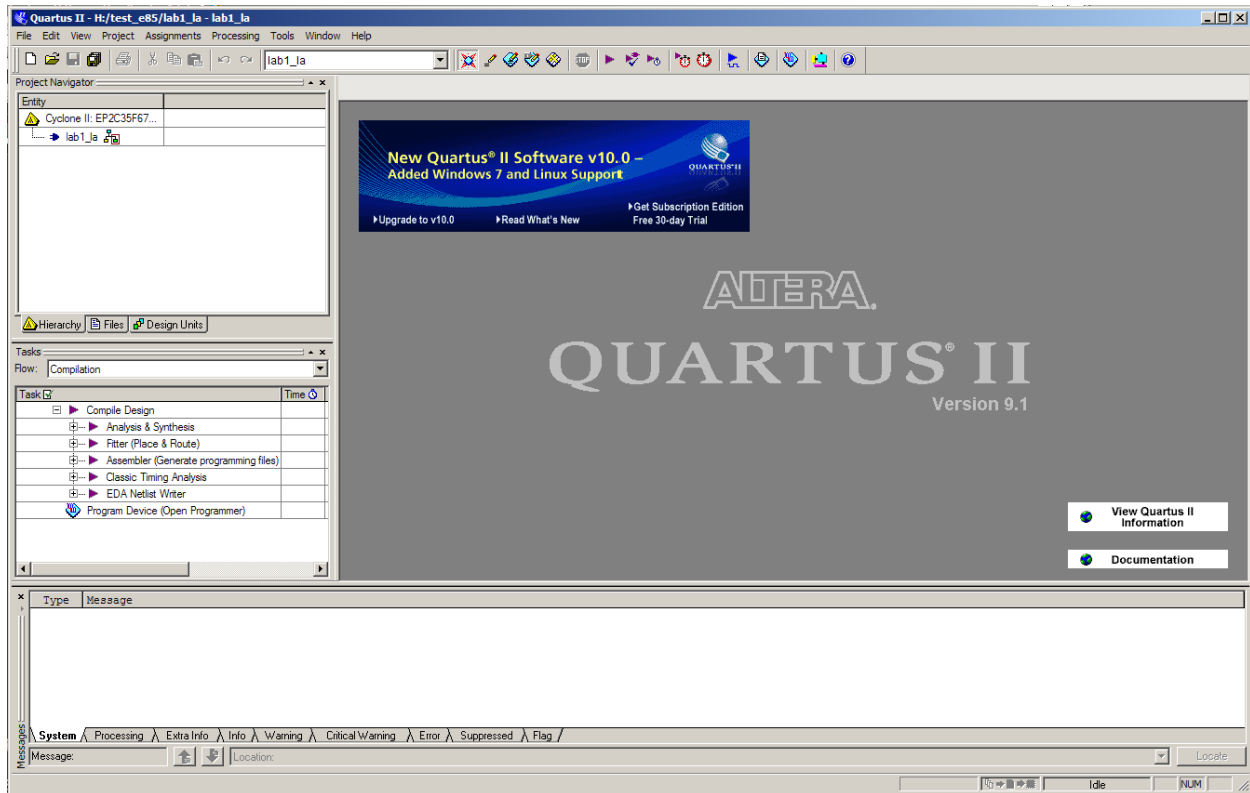 Quartus II - H:/test_e85/lab1_la - lab1_la
File Edit View Project Assignments Processing Tools Window Help
lab1_la
STOP
Project Navigator
Entity
Cyclone II: EP2C35F67...
lab1_la
Hierarchy Files Design Units
Tasks
Flow: Compilation
Task Time
Compile Design
Analysis & Synthesis
Fitter (Place & Route)
Assembler (Generate programming files)
Classic Timing Analysis
EDA Netlist Writer
Program Device (Open Programmer)
New Quartus® II Software v10.0 –
Added Windows 7 and Linux Support
QUARTUS®II
Upgrade to v10.0 Read What's New Get Subscription Edition
Free 30-day Trial
ALTERA.
QUARTUS® II
Version 9.1
View Quartus II
Information
Documentation
Type Message
System Processing Extra Info Info Warning Critical Warning Error Suppressed Flag
Messages
Message: Location: Locate
Idle NUM